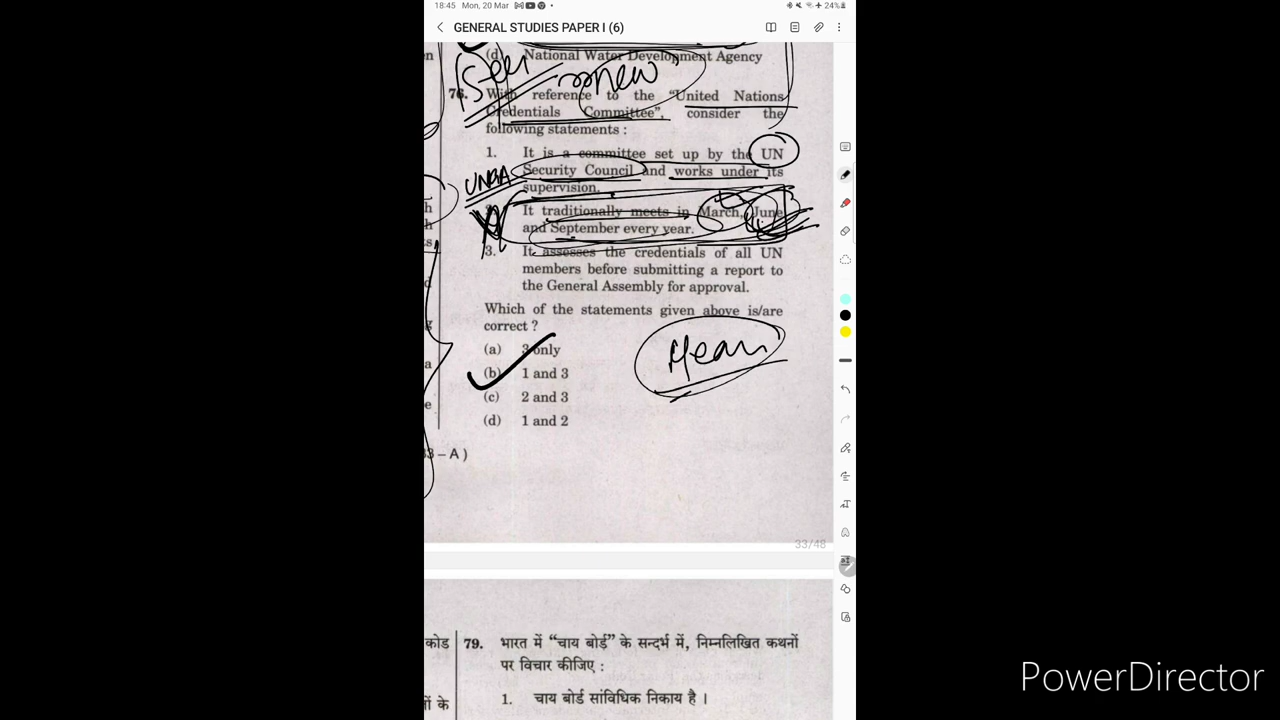 18:45 Mon, 20 Mar
24%
GENERAL STUDIES PAPER I (6)
(d) National Water Development Agency
new
76. With reference to the "United Nations
Credentials Committee", consider the
following statements :
1. It is a committee set up by the UN
Security Council and works under its
supervision.
UNGA
It traditionally meets in March, June
and September every year.
3. It assesses the credentials of all UN
members before submitting a report to
the General Assembly for approval.
Which of the statements given above is/are
correct ?
(a) 3 only
(b) 1 and 3
(c) 2 and 3
(d) 1 and 2
3 – A )
33/48
कोड
79. भारत में “चाय बोर्ड” के सन्दर्भ में, निम्नलिखित कथनों
पर विचार कीजिए :
1. चाय बोर्ड सांविधिक निकाय है ।
ों के
PowerDirector